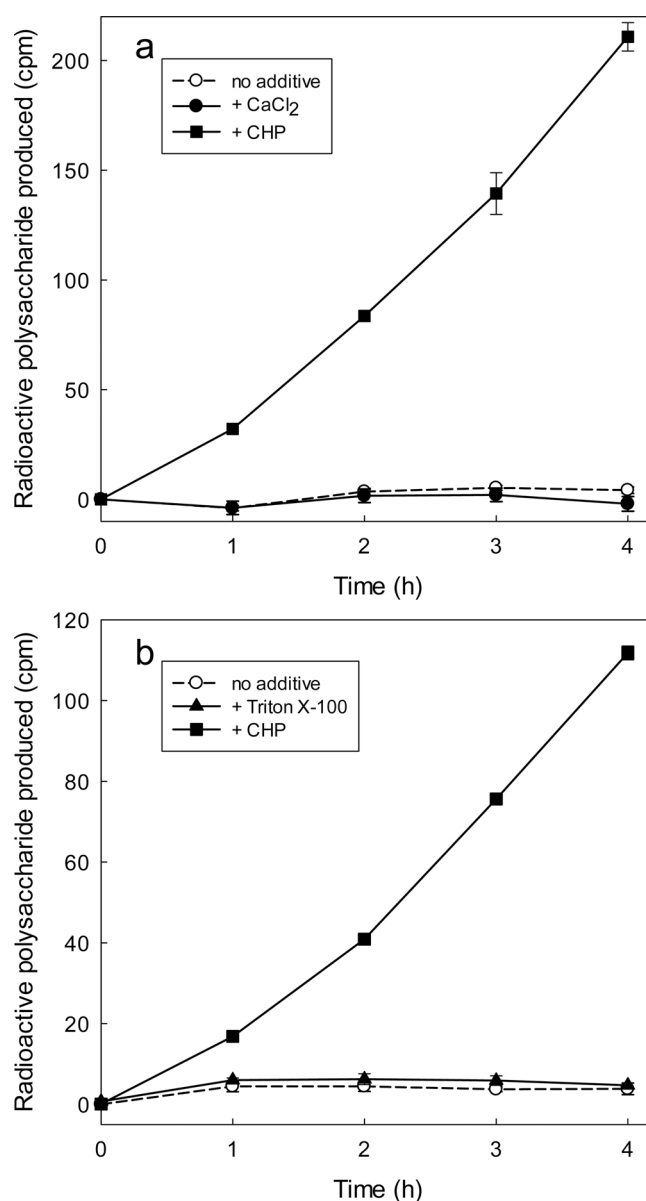 a
no additive
+ CaCl2
+ CHP
Radioactive polysaccharide produced (cpm)
200
150
100
50
0
0 1 2 3 4
Time (h)
b
no additive
+ Triton X-100
+ CHP
Radioactive polysaccharide produced (cpm)
120
100
80
60
40
20
0
0 1 2 3 4
Time (h)